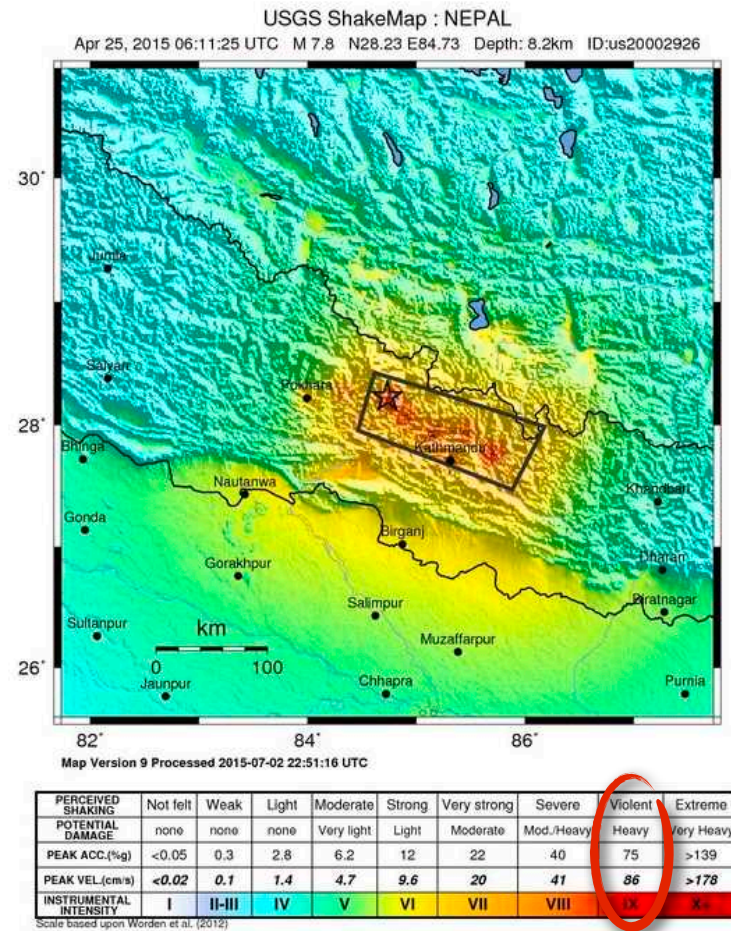 USGS ShakeMap : NEPAL
Apr 25, 2015 06:11:25 UTC M 7.8 N28.23 E84.73 Depth: 8.2km ID:us20002926
30˚
Jumla
Salyan
Pokhara
28˚
Kathmandu
Bhinga
Nautanwa
Khandbari
Gonda
Birganj
Gorakhpur
Dharan
Salimpur
Biratnagar
Sultanpur
km
Muzaffarpur
0 100
26˚
Jaunpur
Chhapra
Purnia
82˚ 84˚ 86˚
Map Version 9 Processed 2015-07-02 22:51:16 UTC
PERCEIVED SHAKING Not felt Weak Light Moderate Strong Very strong Severe Violent Extreme
POTENTIAL DAMAGE none none none Very light Light Moderate Mod./Heavy Heavy Very Heavy
PEAK ACC.(%g) <0.05 0.3 2.8 6.2 12 22 40 75 >139
PEAK VEL.(cm/s) <0.02 0.1 1.4 4.7 9.6 20 41 86 >178
INSTRUMENTAL INTENSITY I II-III IV V VI VII VIII IX X+
Scale based upon Worden et al. (2012)